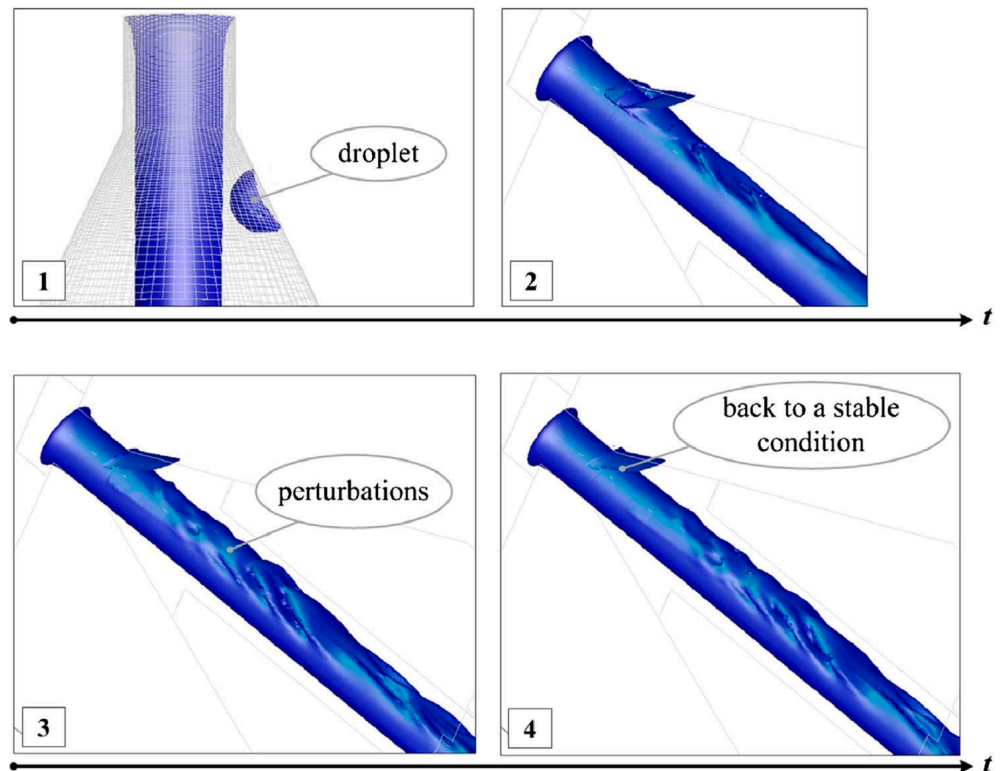 droplet
1
2
t
perturbations
back to a stable
condition
3
4
t